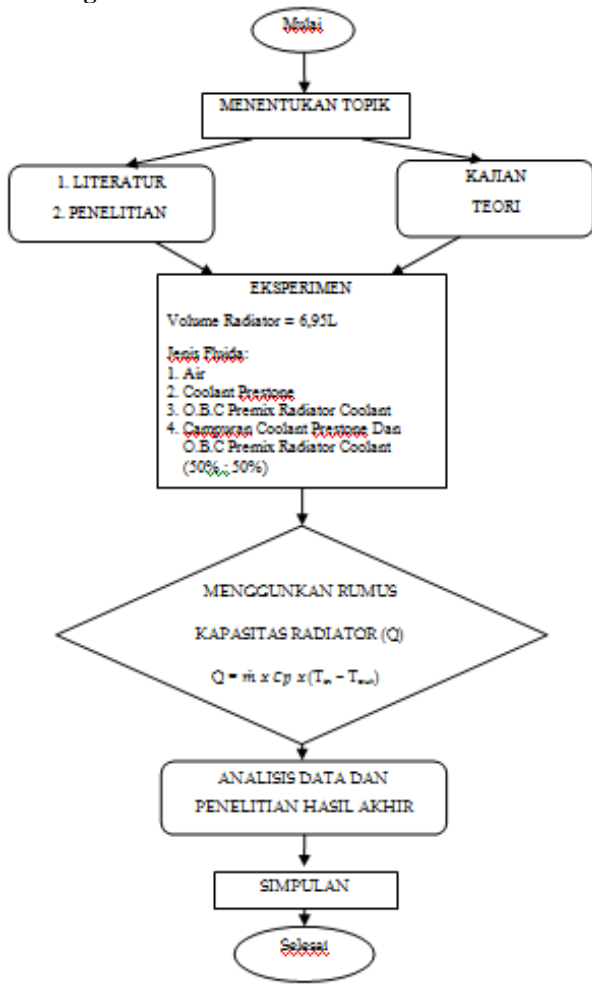 Mulai
MENENTUKAN TOPIK
1. LITERATUR
2. PENELITIAN
KAJIAN
TEORI
EKSPERIMEN
Volume Radiator = 6,95L
Jenis Fluida:
1. Air
2. Coolant Prestone
3. O.B.C Premix Radiator Coolant
4. Campuran Coolant Prestone Dan
O.B.C Premix Radiator Coolant
(50% : 50%)
MENGGUNKAN RUMUS
KAPASITAS RADIATOR (Q)
Q = ṁ x Cp x (Tᵢₙ – Tₒᵤₜ)
ANALISIS DATA DAN
PENELITIAN HASIL AKHIR
SIMPULAN
Selesai